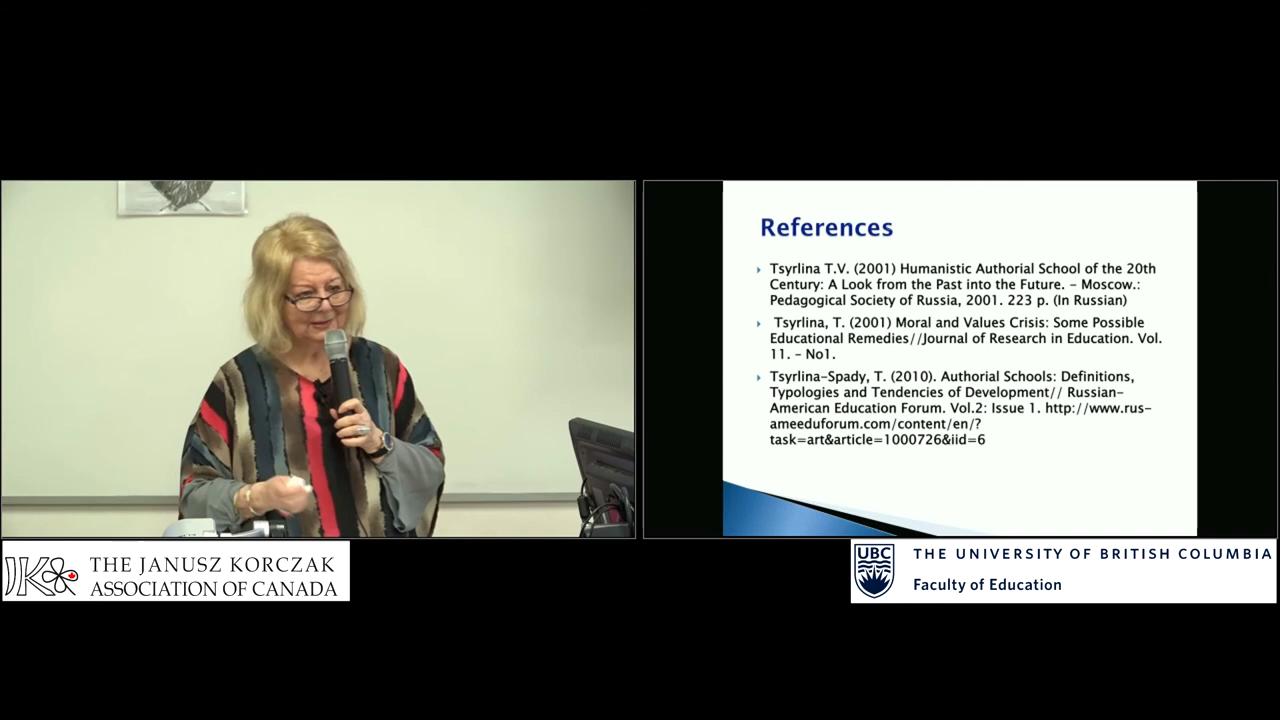 References
Tsyrlina T.V. (2001) Humanistic Authorial School of the 20th
Century: A Look from the Past into the Future. – Moscow.:
Pedagogical Society of Russia, 2001. 223 p. (In Russian)
Tsyrlina, T. (2001) Moral and Values Crisis: Some Possible
Educational Remedies//Journal of Research in Education. Vol.
11. – No1.
Tsyrlina-Spady, T. (2010). Authorial Schools: Definitions,
Typologies and Tendencies of Development// Russian-
American Education Forum. Vol.2: Issue 1. http://www.rus-
ameeduforum.com/content/en/?
task=art&article=1000726&iid=6
JK
THE JANUSZ KORCZAK
ASSOCIATION OF CANADA
UBC
THE UNIVERSITY OF BRITISH COLUMBIA
Faculty of Education